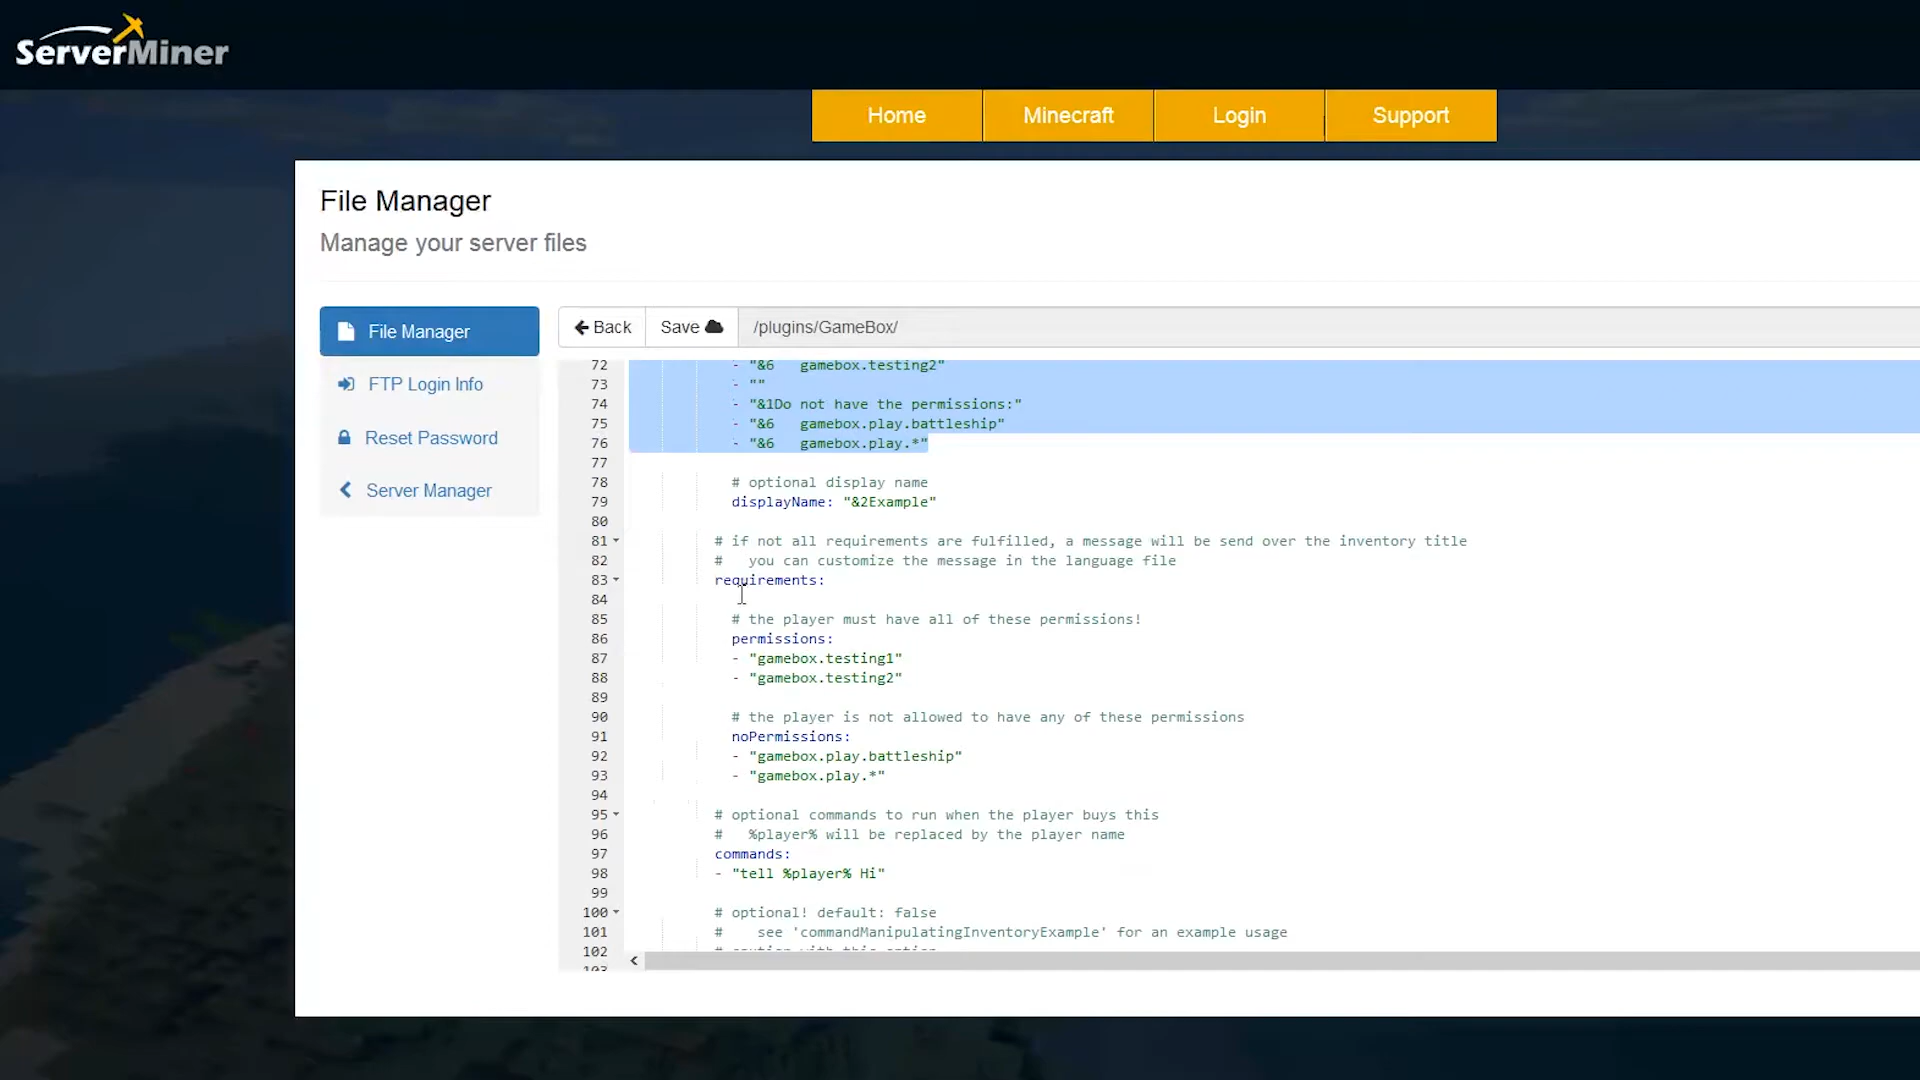 ServerMiner
Home Minecraft Login Support
File Manager
Manage your server files
File Manager
FTP Login Info
Reset Password
Server Manager
Back Save /plugins/GameBox/
72 - "&6   gamebox.testing2"
73 - ""
74 - "&1Do not have the permissions:"
75 - "&6   gamebox.play.battleship"
76 - "&6   gamebox.play.*"
77
78 # optional display name
79 displayName: "&2Example"
80
81 # if not all requirements are fulfilled, a message will be send over the inventory title
82 #   you can customize the message in the language file
83 requirements:
84
85 # the player must have all of these permissions!
86 permissions:
87 - "gamebox.testing1"
88 - "gamebox.testing2"
89
90 # the player is not allowed to have any of these permissions
91 noPermissions:
92 - "gamebox.play.battleship"
93 - "gamebox.play.*"
94
95 # optional commands to run when the player buys this
96 #   %player% will be replaced by the player name
97 commands:
98 - "tell %player% Hi"
99
100 # optional! default: false
101 #    see 'commandManipulatingInventoryExample' for an example usage
102 # caution with this option
103